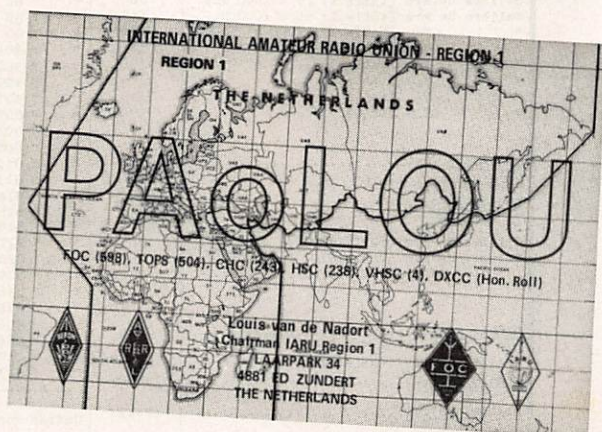 INTERNATIONAL AMATEUR RADIO UNION - REGION 1
REGION 1
THE NETHERLANDS
PAoLOU
FOC (598), TOPS (504), CHC (243), HSC (238), VHSC (4), DXCC (Hon. Roll)
Louis van de Nadort
Chairman IARU Region 1
LAARPARK 34
4881 ED ZUNDERT
THE NETHERLANDS
FOC